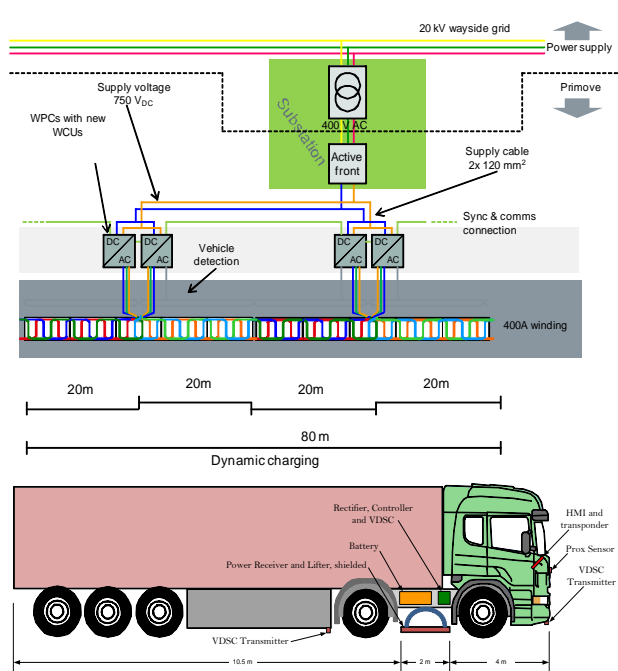 20 kV wayside grid
Power supply
Supply voltage
750 VDC
Primove
WPCs with new
WCUs
Substation
400 V AC
Active
front
Supply cable
2x 120 mm²
Sync & comms
connection
DC
AC
DC
AC
DC
AC
DC
AC
Vehicle
detection
400A winding
20m
20m
20m
20m
80 m
Dynamic charging
Rectifier, Controller
and VDSC
HMI and
transponder
Battery
Prox Sensor
Power Receiver and Lifter, shielded
VDSC
Transmitter
VDSC Transmitter
10.5 m
2 m
4 m